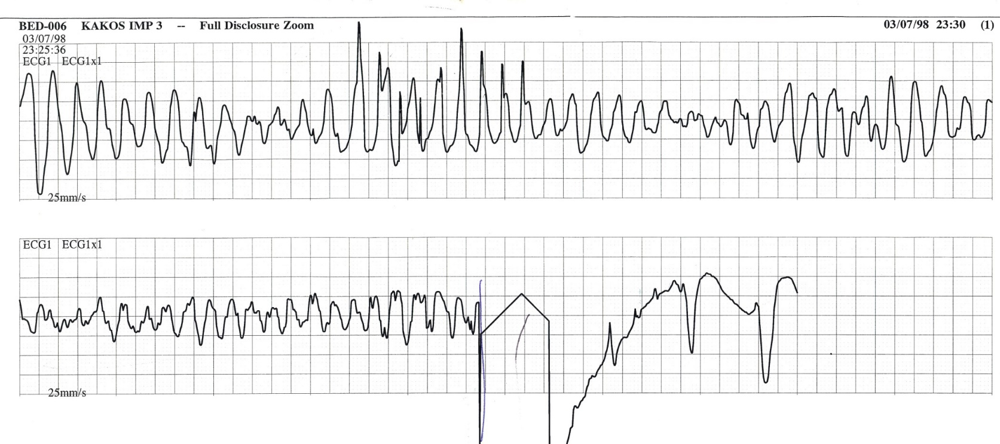 BED-006 KAKOS IMP 3 -- Full Disclosure Zoom 03/07/98 23:30 (1)
03/07/98
23:25:36
ECG1 ECG1x1
25mm/s
ECG1 ECG1x1
25mm/s